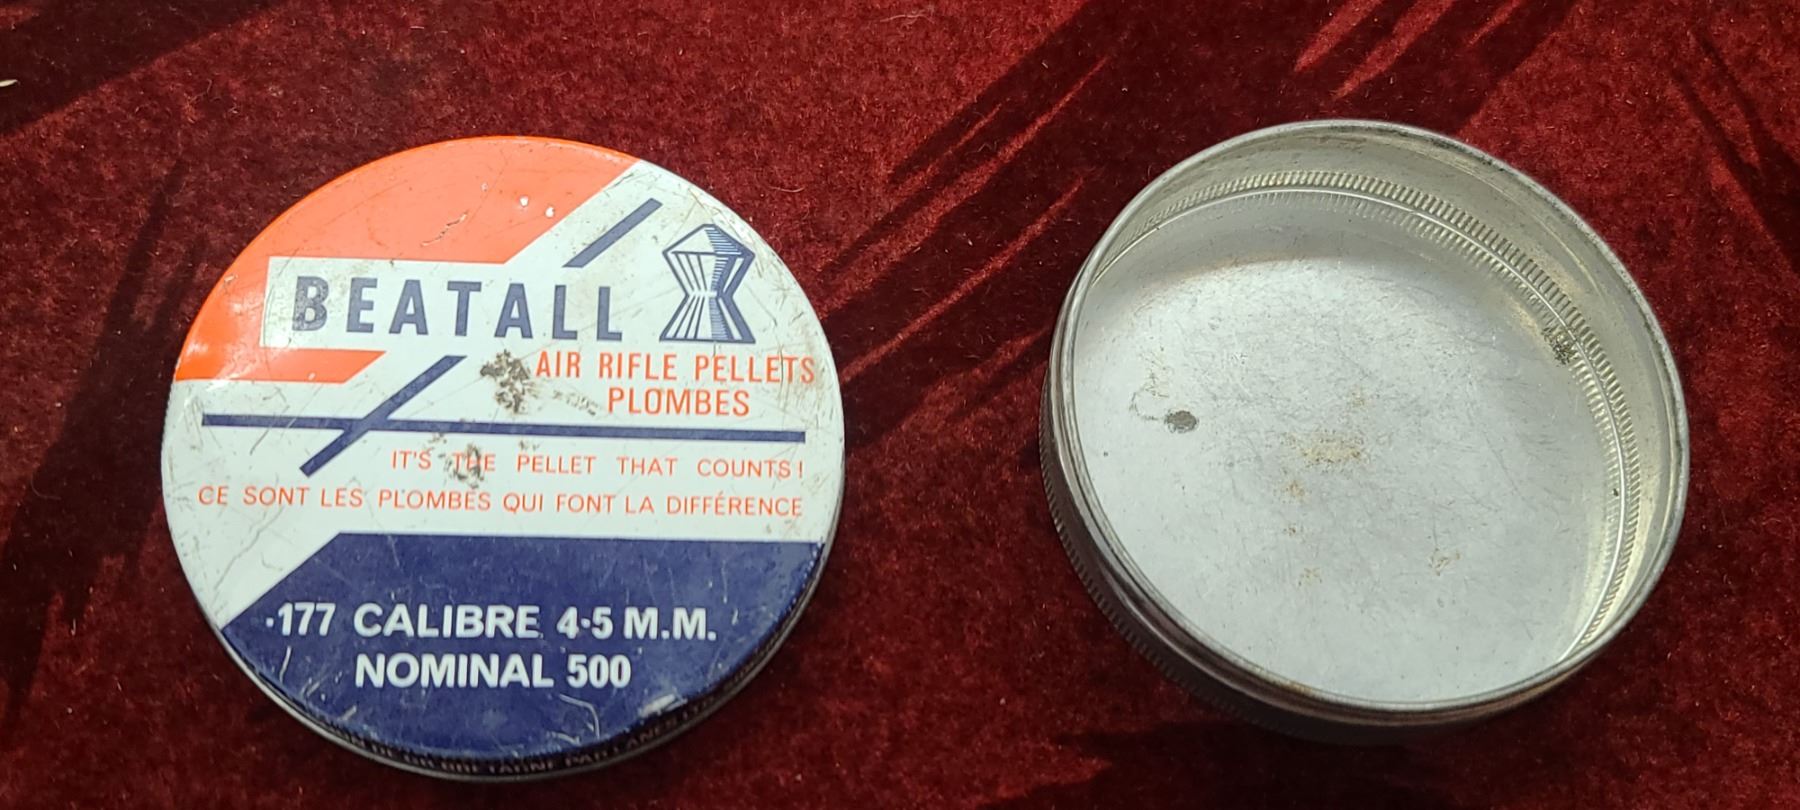 BEATALL
AIR RIFLE PELLETS
PLOMBES
IT'S THE PELLET THAT COUNTS!
CE SONT LES PLOMBES QUI FONT LA DIFFÉRENCE
·177 CALIBRE 4·5 M.M.
NOMINAL 500